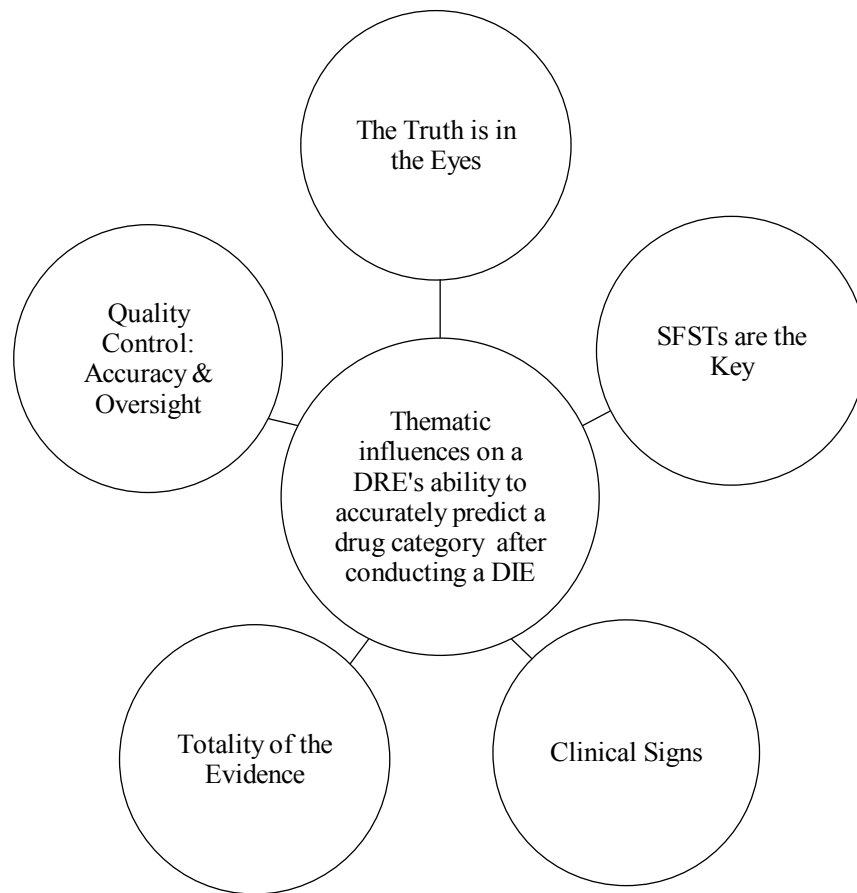 The Truth is in
the Eyes
SFSTs are the
Key
Quality
Control:
Accuracy &
Oversight
Thematic
influences on a
DRE's ability to
accurately predict a
drug category after
conducting a DIE
Totality of the
Evidence
Clinical Signs